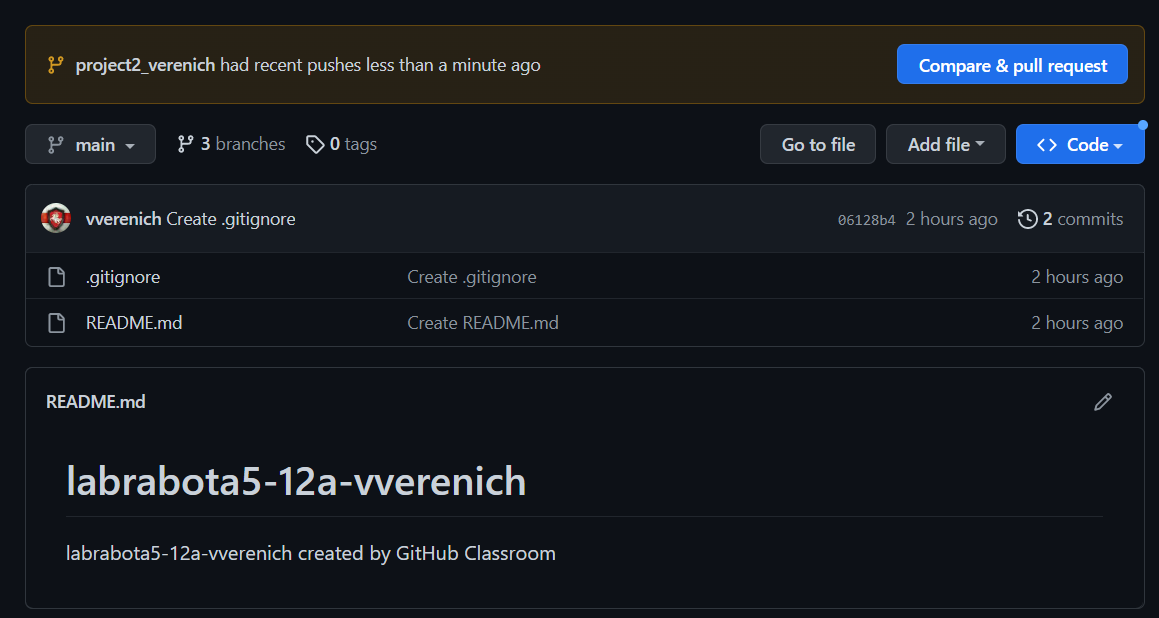 project2_verenich had recent pushes less than a minute ago
Compare & pull request
main
3 branches
0 tags
Go to file
Add file
<> Code
vverenich Create .gitignore
06128b4 2 hours ago
2 commits
.gitignore
Create .gitignore
2 hours ago
README.md
Create README.md
2 hours ago
README.md
labrabota5-12a-vverenich
labrabota5-12a-vverenich created by GitHub Classroom